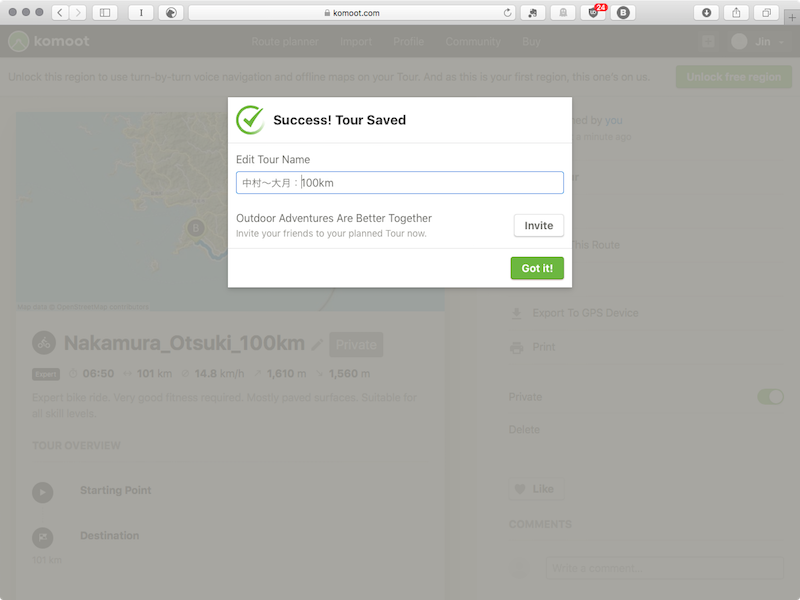 komoot.com
24
komoot
Route planner Import Profile Community Buy
Jin
Unlock this region to use turn-by-turn voice navigation and offline maps on your Tour. And as this is your first region, this one's on us.
Unlock free region
Success! Tour Saved
Edit Tour Name
中村〜大月：100km
Outdoor Adventures Are Better Together
Invite your friends to your planned Tour now.
Invite
Got it!
by you
a minute ago
This Route
B
Map data © OpenStreetMap contributors
Nakamura_Otsuki_100km
Private
Expert 06:50 101 km 14.8 km/h 1,610 m 1,560 m
Expert bike ride. Very good fitness required. Mostly paved surfaces. Suitable for
all skill levels.
TOUR OVERVIEW
Starting Point
Destination
101 km
Export To GPS Device
Print
Private
Delete
Like
COMMENTS
Write a comment...